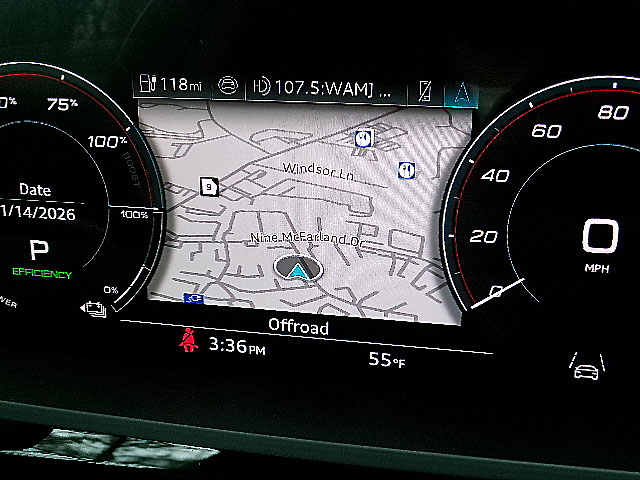 118mi
107.5:WAMJ ...
75%
100%
BOOST
Date
1/14/2026
100%
P
EFFICIENCY
0%
Windsor Ln
9
Nine McFarland Dr
Offroad
3:36PM
55°F
80
60
40
20
0
0
MPH